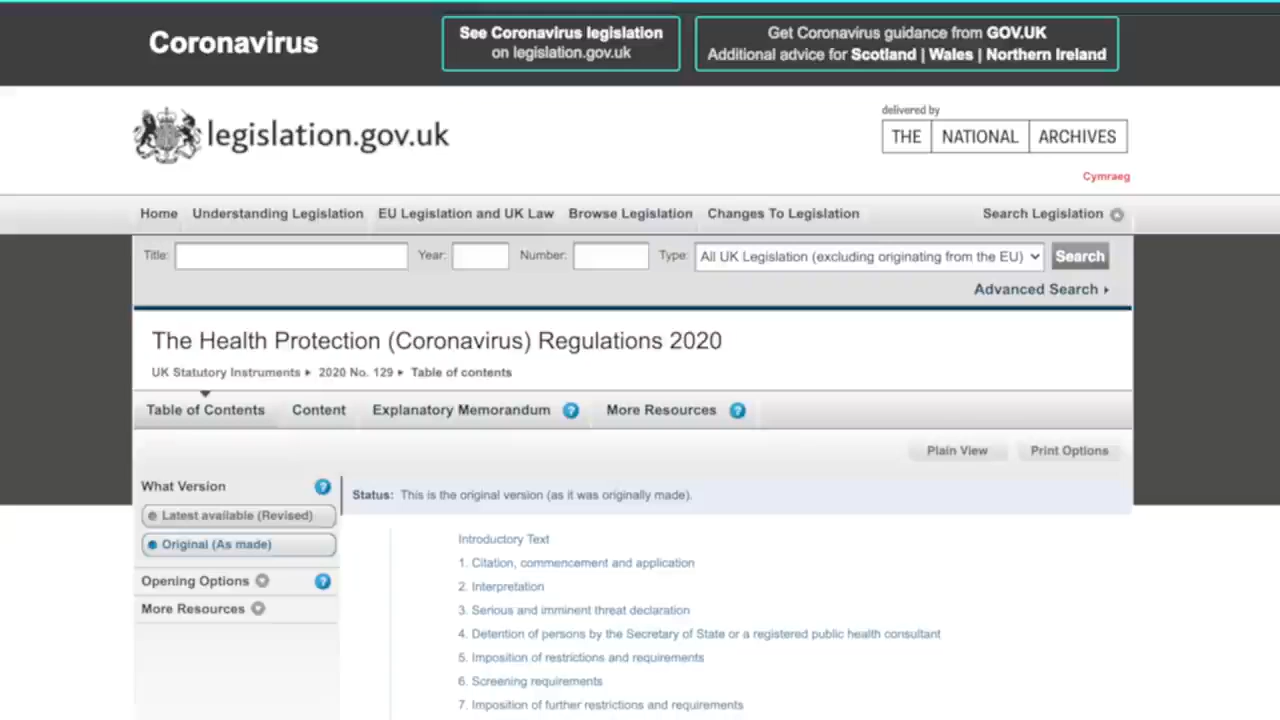 Coronavirus
See Coronavirus legislation
on legislation.gov.uk
Get Coronavirus guidance from GOV.UK
Additional advice for Scotland | Wales | Northern Ireland
legislation.gov.uk
delivered by
THE NATIONAL ARCHIVES
Cymraeg
Home Understanding Legislation EU Legislation and UK Law Browse Legislation Changes To Legislation Search Legislation
Title: Year: Number: Type: All UK Legislation (excluding originating from the EU) Search
Advanced Search
The Health Protection (Coronavirus) Regulations 2020
UK Statutory Instruments 2020 No. 129 Table of contents
Table of Contents Content Explanatory Memorandum ? More Resources ?
Plain View Print Options
What Version ?
Status: This is the original version (as it was originally made).
Latest available (Revised)
Original (As made)
Opening Options ?
More Resources
Introductory Text
1. Citation, commencement and application
2. Interpretation
3. Serious and imminent threat declaration
4. Detention of persons by the Secretary of State or a registered public health consultant
5. Imposition of restrictions and requirements
6. Screening requirements
7. Imposition of further restrictions and requirements